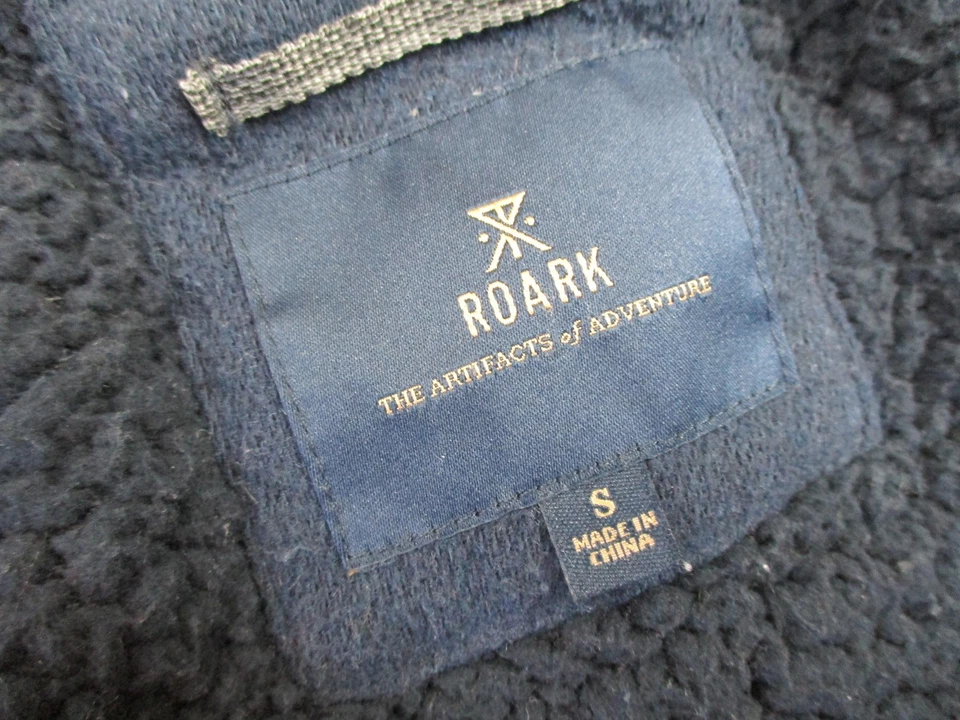 ROARK
THE ARTIFACTS of ADVENTURE
S
MADE IN
CHINA